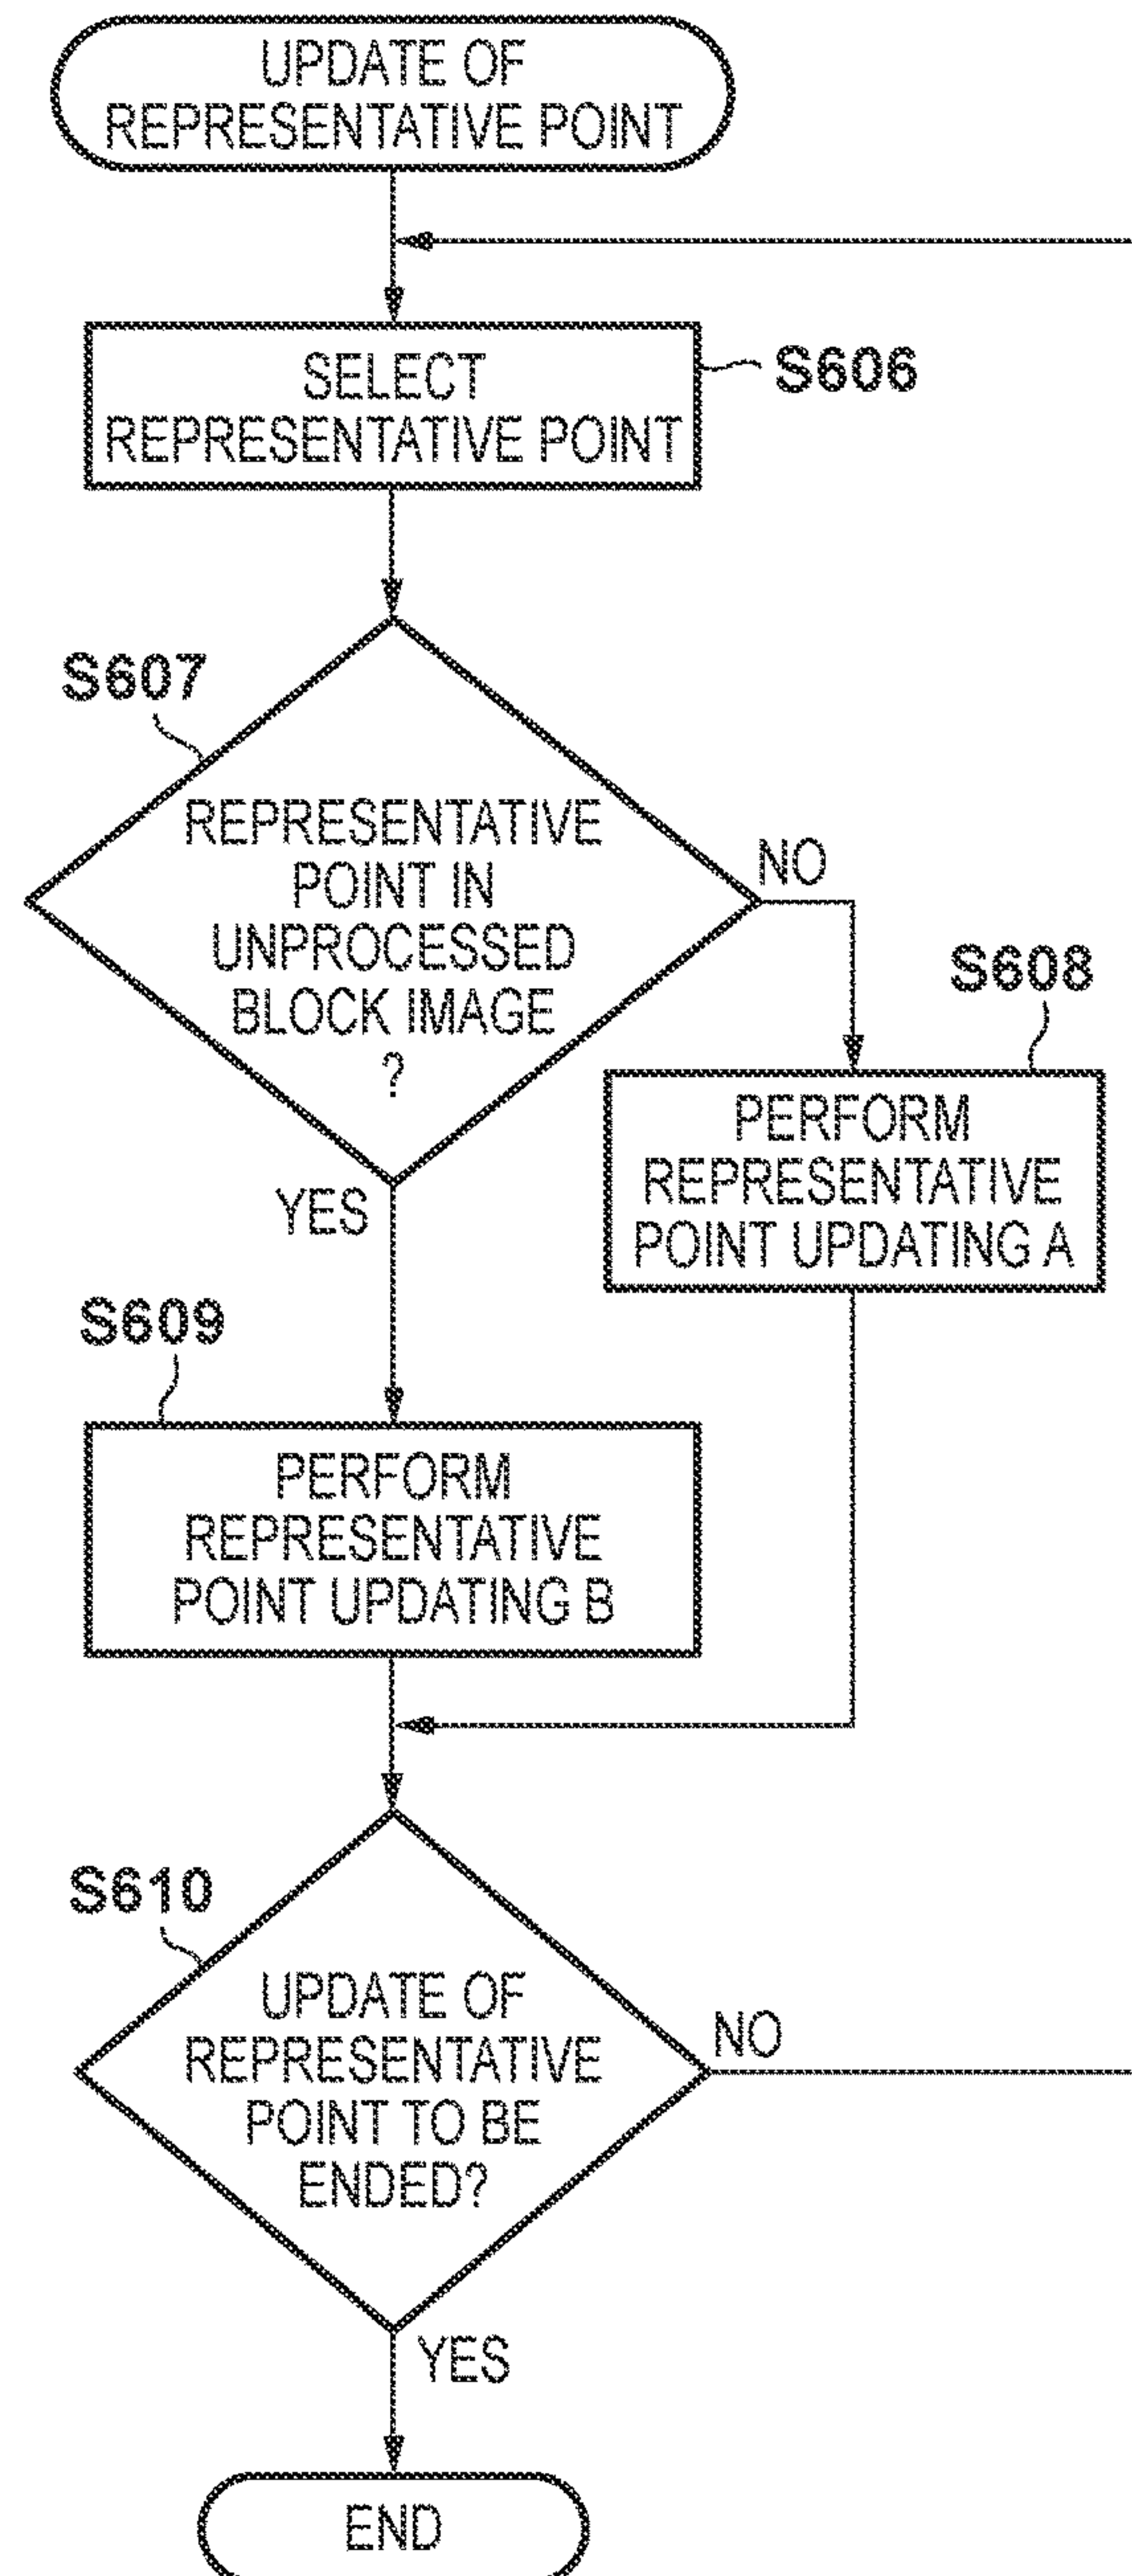 UPDATE OF
REPRESENTATIVE POINT
SELECT
REPRESENTATIVE POINT
S606
S607
REPRESENTATIVE
POINT IN
UNPROCESSED
BLOCK IMAGE
?
NO
S608
PERFORM
REPRESENTATIVE
POINT UPDATING A
YES
S609
PERFORM
REPRESENTATIVE
POINT UPDATING B
S610
UPDATE OF
REPRESENTATIVE
POINT TO BE
ENDED?
NO
YES
END